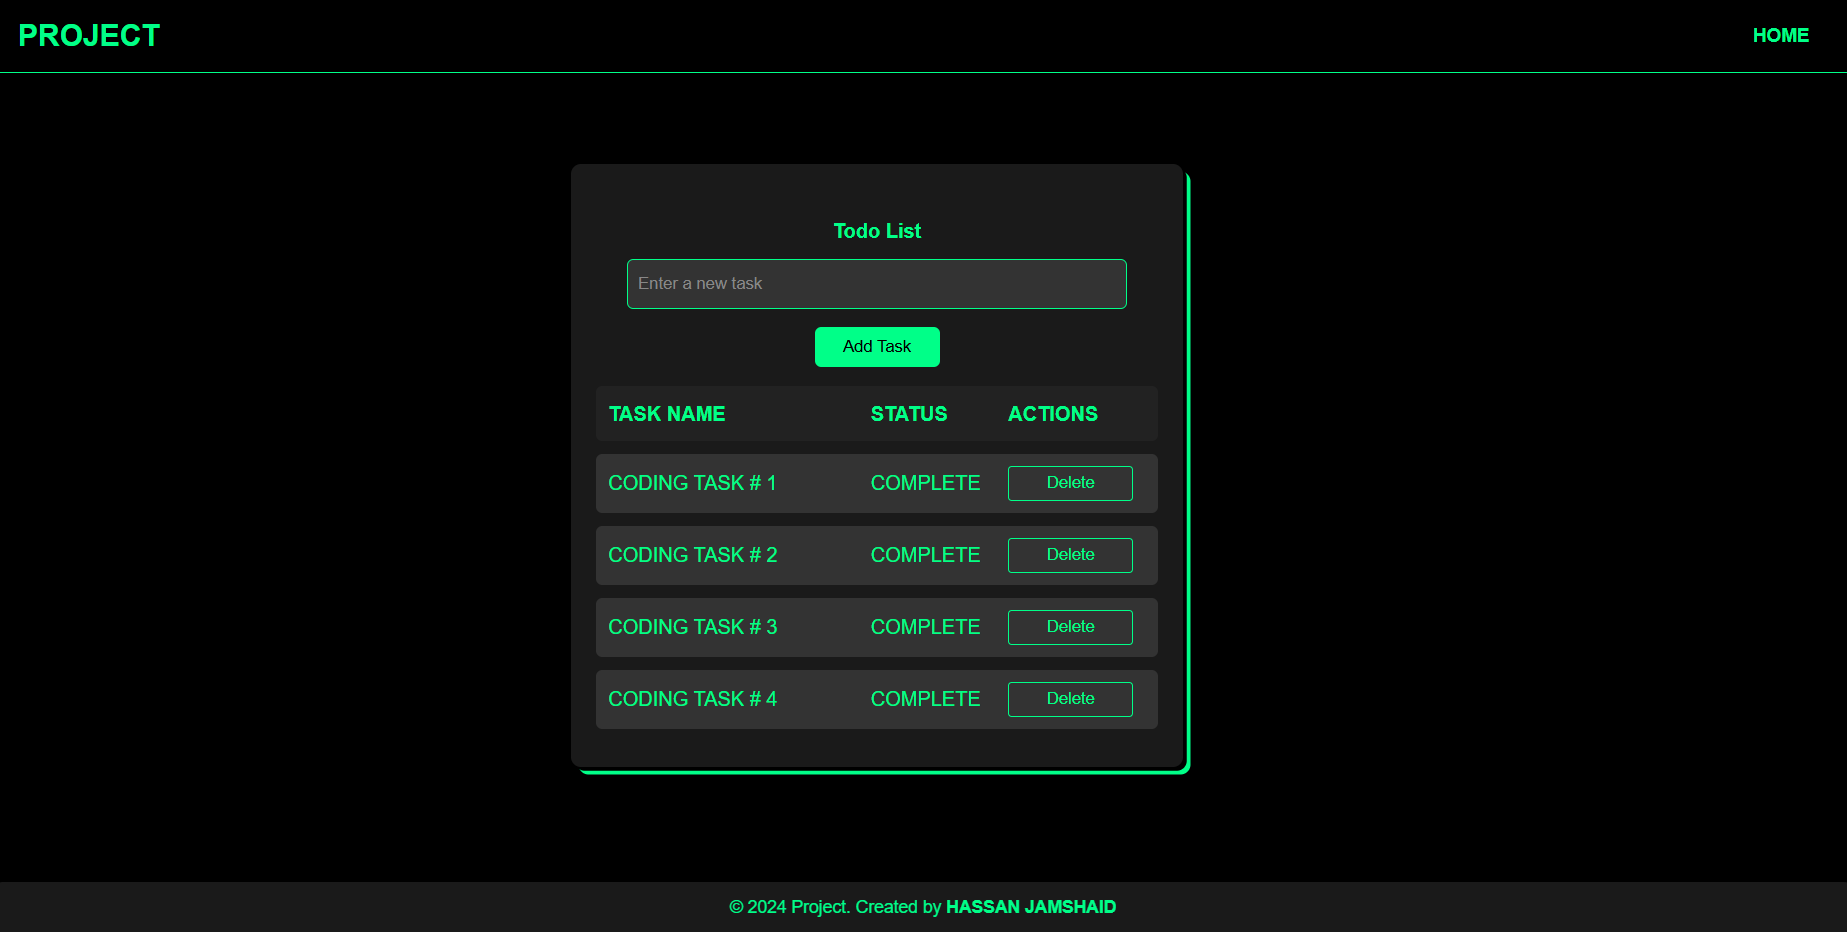 PROJECT HOME
Todo List
Enter a new task
Add Task
TASK NAME STATUS ACTIONS
CODING TASK # 1 COMPLETE Delete
CODING TASK # 2 COMPLETE Delete
CODING TASK # 3 COMPLETE Delete
CODING TASK # 4 COMPLETE Delete
© 2024 Project. Created by HASSAN JAMSHAID